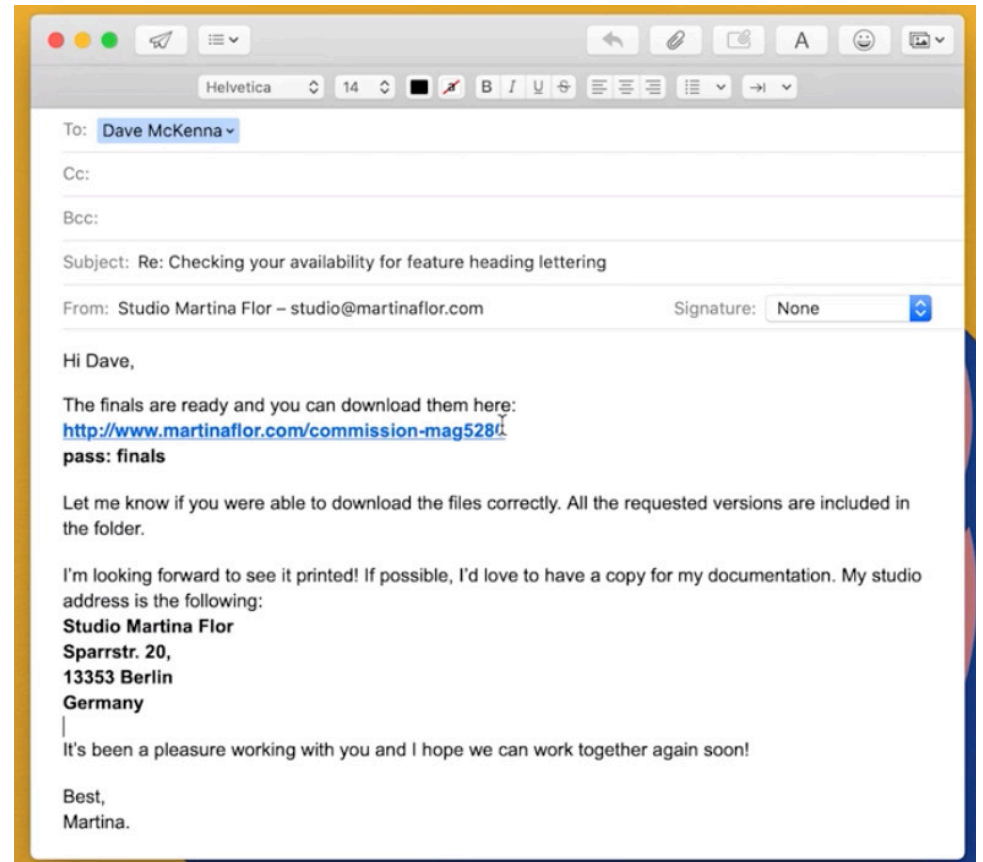 Helvetica 14 a B I U S
A
To: Dave McKenna
Cc:
Bcc:
Subject: Re: Checking your availability for feature heading lettering
From: Studio Martina Flor – studio@martinaflor.com Signature: None
Hi Dave,
The finals are ready and you can download them here:
http://www.martinaflor.com/commission-mag528
pass: finals
Let me know if you were able to download the files correctly. All the requested versions are included in
the folder.
I'm looking forward to see it printed! If possible, I'd love to have a copy for my documentation. My studio
address is the following:
Studio Martina Flor
Sparrstr. 20,
13353 Berlin
Germany
It's been a pleasure working with you and I hope we can work together again soon!
Best,
Martina.